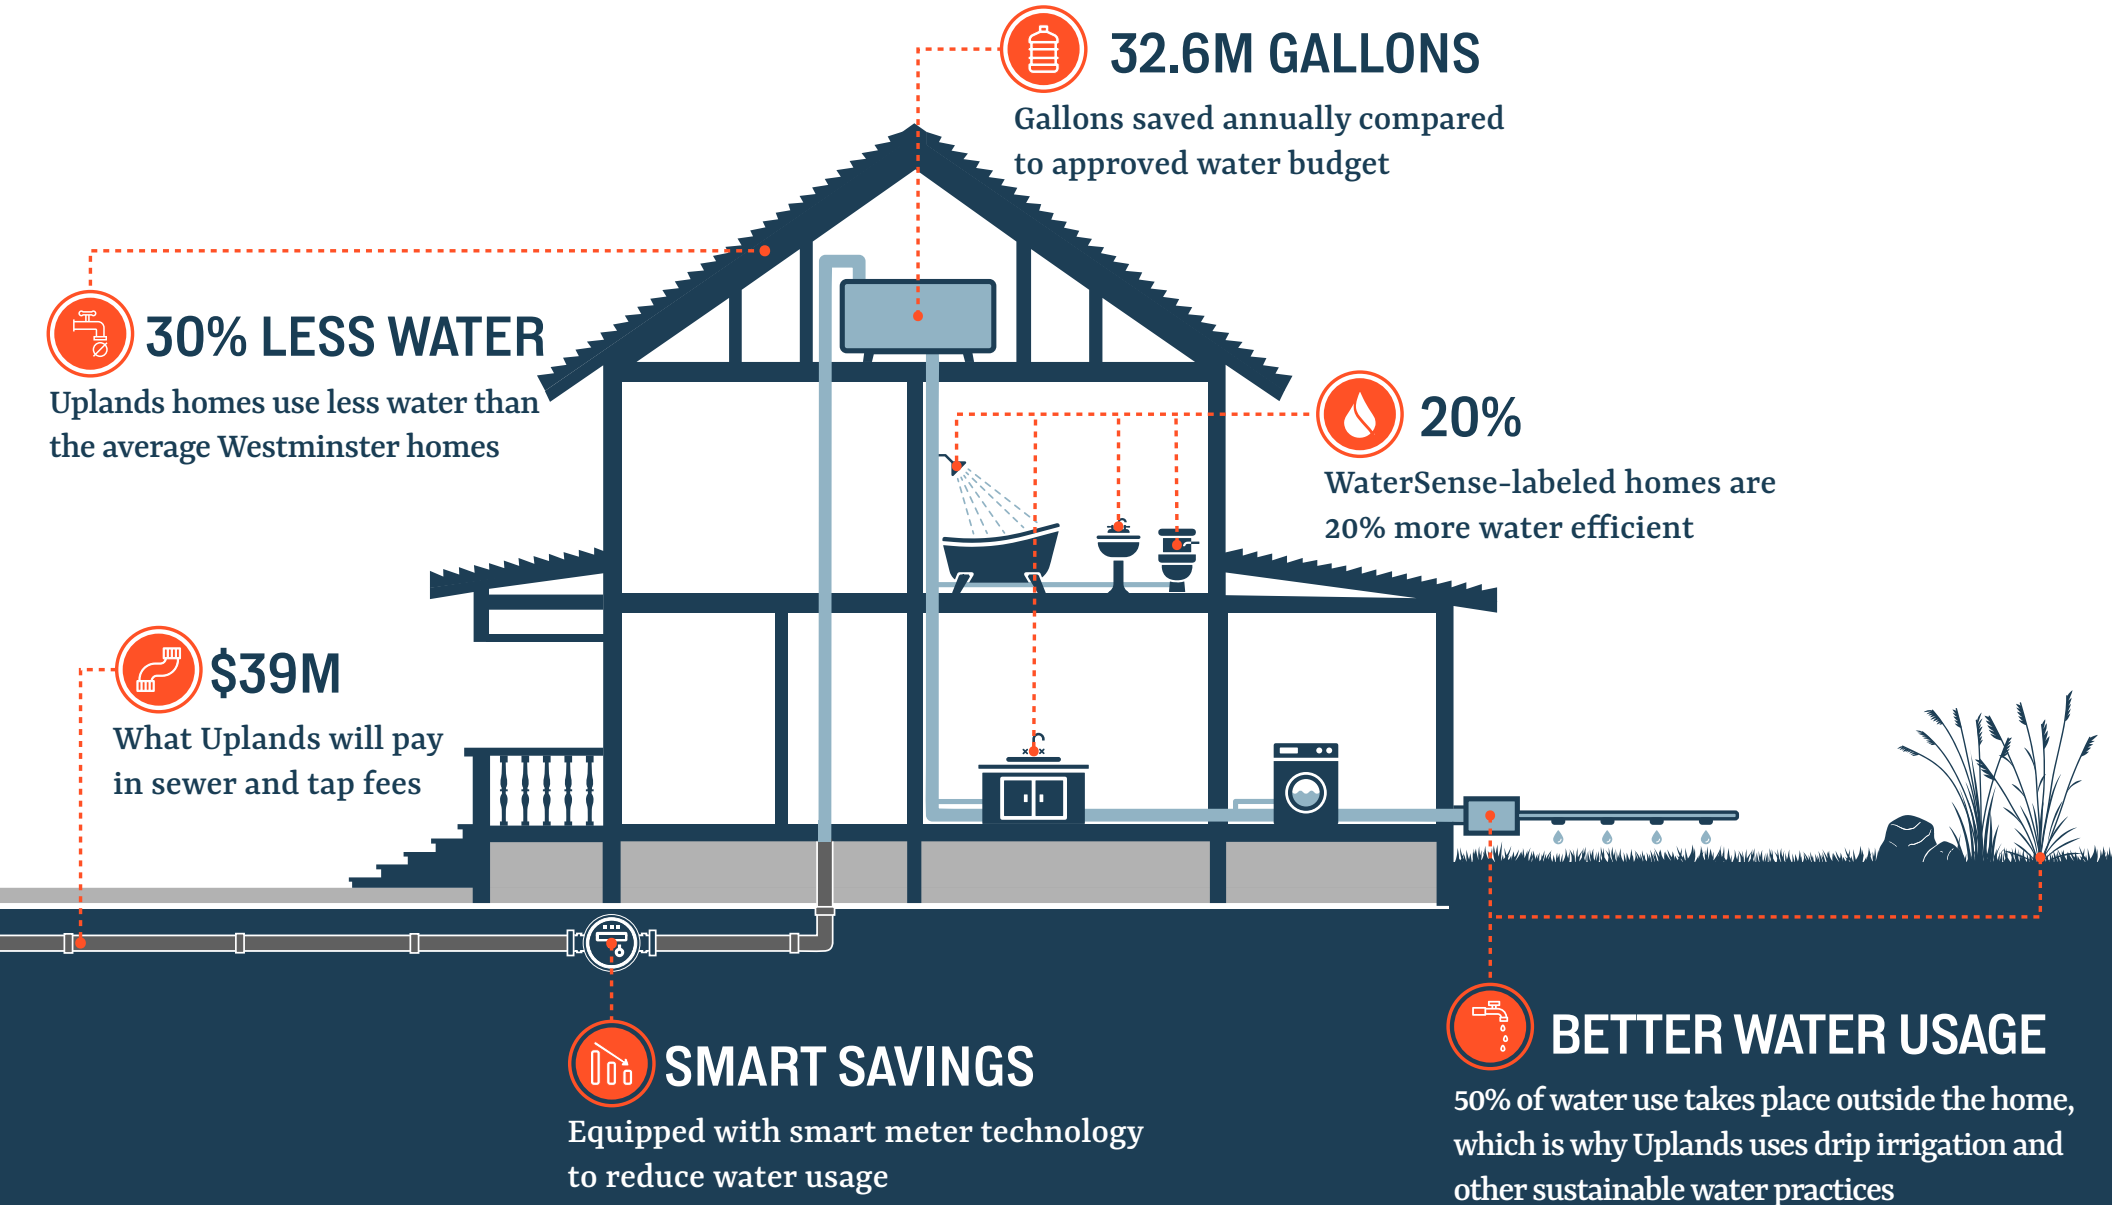 32.6M GALLONS
Gallons saved annually compared
to approved water budget
30% LESS WATER
Uplands homes use less water than
the average Westminster homes
20%
WaterSense-labeled homes are
20% more water efficient
$39M
What Uplands will pay
in sewer and tap fees
SMART SAVINGS
Equipped with smart meter technology
to reduce water usage
BETTER WATER USAGE
50% of water use takes place outside the home,
which is why Uplands uses drip irrigation and
other sustainable water practices